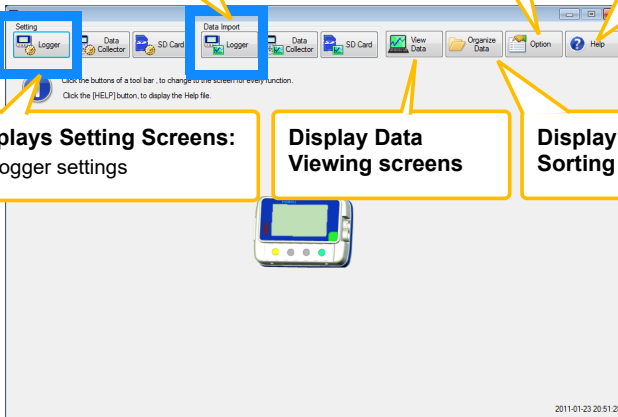 Setting
Data Import
Logger
Data Collector
SD Card
Logger
Data Collector
SD Card
View Data
Organize Data
Option
Help
Click the buttons of a tool bar , to change to the screen for every function.
Click the [HELP] button, to display the Help file.
plays Setting Screens:
ogger settings
Display Data
Viewing screens
Display
Sorting
2011-01-23 20:51:28